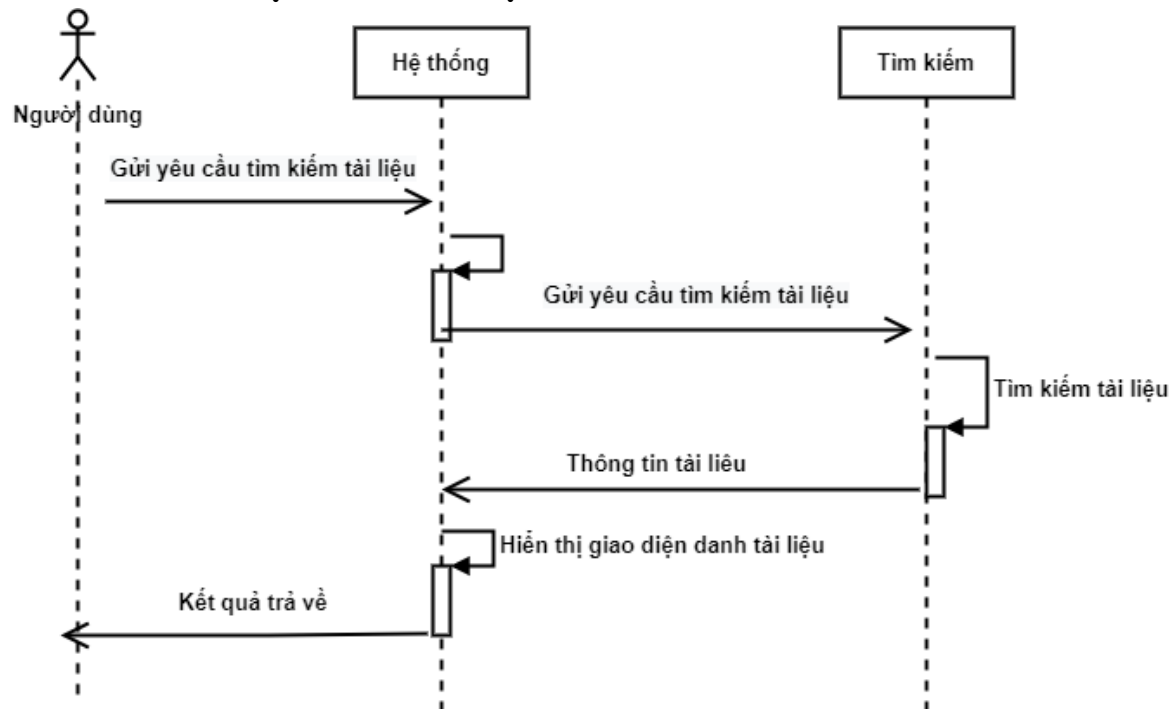 Hệ thống
Tìm kiếm
Người dùng
Gửi yêu cầu tìm kiếm tài liệu
Gửi yêu cầu tìm kiếm tài liệu
Tìm kiếm tài liệu
Thông tin tài liêu
Hiển thị giao diện danh tài liệu
Kết quả trả về